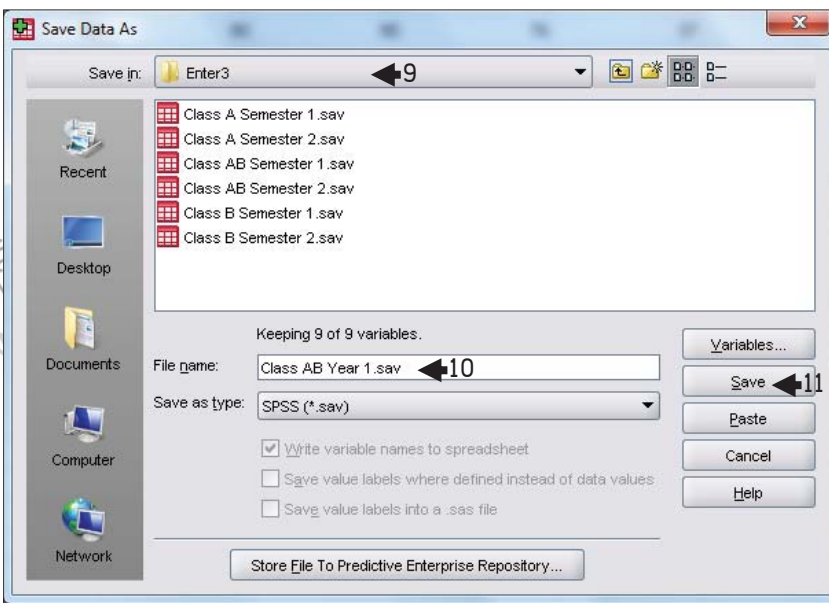 Save Data As
Save in: Enter3 9
Class A Semester 1.sav
Class A Semester 2.sav
Class AB Semester 1.sav
Class AB Semester 2.sav
Class B Semester 1.sav
Class B Semester 2.sav
Recent
Desktop
Documents
Computer
Network
Keeping 9 of 9 variables.
File name: Class AB Year 1.sav 10
Save as type: SPSS (*.sav)
Write variable names to spreadsheet
Save value labels where defined instead of data values
Save value labels into a .sas file
Variables...
Save 11
Paste
Cancel
Help
Store File To Predictive Enterprise Repository...